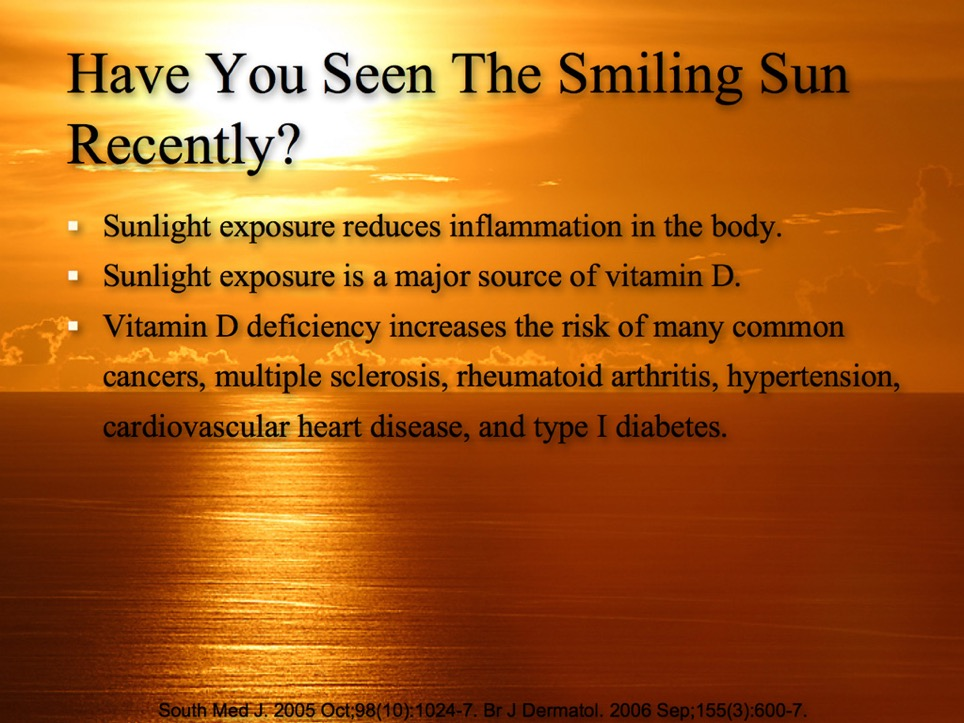 Have You Seen The Smiling Sun
Recently?
▪ Sunlight exposure reduces inflammation in the body.
▪ Sunlight exposure is a major source of vitamin D.
▪ Vitamin D deficiency increases the risk of many common
cancers, multiple sclerosis, rheumatoid arthritis, hypertension,
cardiovascular heart disease, and type I diabetes.
South Med J. 2005 Oct;98(10):1024-7. Br J Dermatol. 2006 Sep;155(3):600-7.